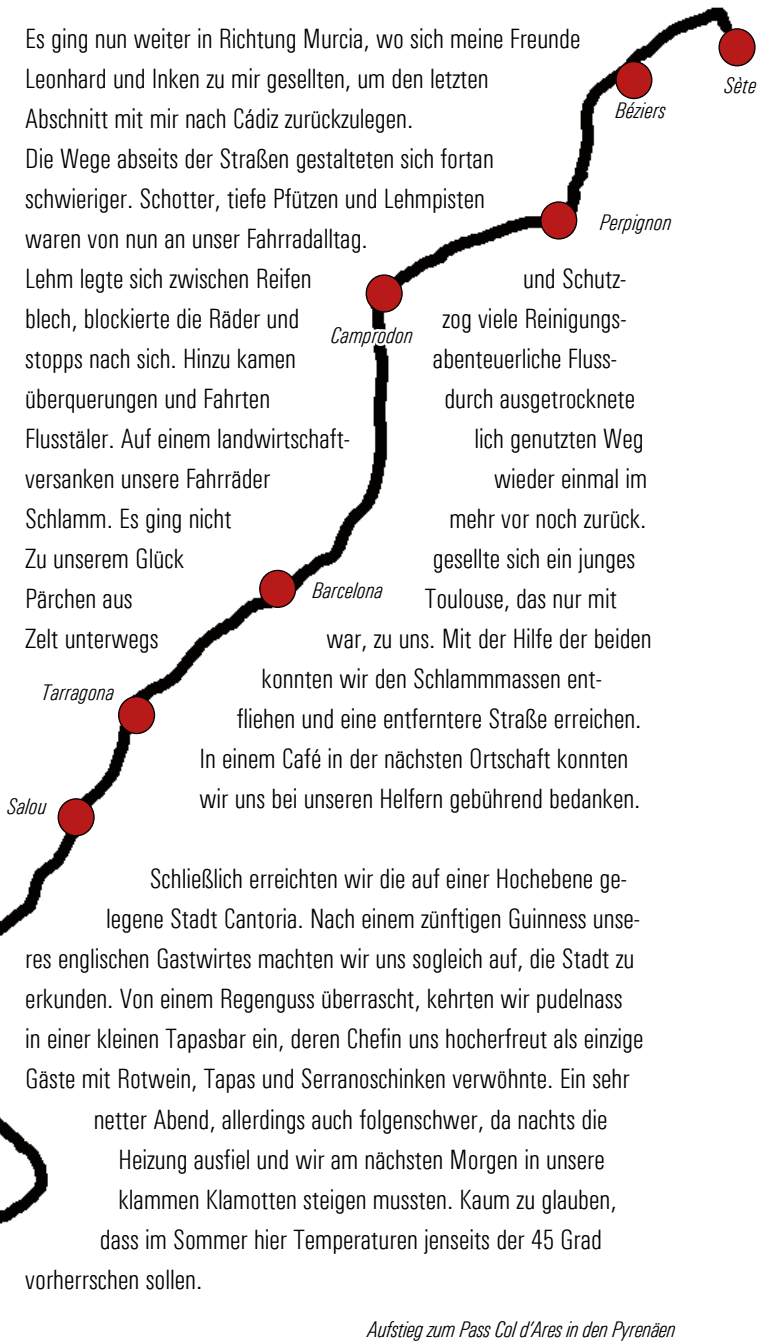 Es ging nun weiter in Richtung Murcia, wo sich meine Freunde
Leonhard und Inken zu mir gesellten, um den letzten
Abschnitt mit mir nach Cádiz zurückzulegen.
Die Wege abseits der Straßen gestalteten sich fortan
schwieriger. Schotter, tiefe Pfützen und Lehmpisten
waren von nun an unser Fahrradalltag.
Lehm legte sich zwischen Reifen und Schutz-
blech, blockierte die Räder und zog viele Reinigungs-
stopps nach sich. Hinzu kamen abenteuerliche Fluss-
überquerungen und Fahrten durch ausgetrocknete
Flusstäler. Auf einem landwirtschaft- lich genutzten Weg
versanken unsere Fahrräder wieder einmal im
Schlamm. Es ging nicht mehr vor noch zurück.
Zu unserem Glück gesellte sich ein junges
Pärchen aus Toulouse, das nur mit
Zelt unterwegs war, zu uns. Mit der Hilfe der beiden
konnten wir den Schlammmassen ent-
fliehen und eine entferntere Straße erreichen.
In einem Café in der nächsten Ortschaft konnten
wir uns bei unseren Helfern gebührend bedanken.
Schließlich erreichten wir die auf einer Hochebene ge-
legene Stadt Cantoria. Nach einem zünftigen Guinness unse-
res englischen Gastwirtes machten wir uns sogleich auf, die Stadt zu
erkunden. Von einem Regenguss überrascht, kehrten wir pudelnass
in einer kleinen Tapasbar ein, deren Chefin uns hocherfreut als einzige
Gäste mit Rotwein, Tapas und Serranoschinken verwöhnte. Ein sehr
netter Abend, allerdings auch folgenschwer, da nachts die
Heizung ausfiel und wir am nächsten Morgen in unsere
klammen Klamotten steigen mussten. Kaum zu glauben,
dass im Sommer hier Temperaturen jenseits der 45 Grad
vorherrschen sollen.
Sète
Béziers
Perpignon
Camprodon
Barcelona
Tarragona
Salou
Aufstieg zum Pass Col d'Ares in den Pyrenäen